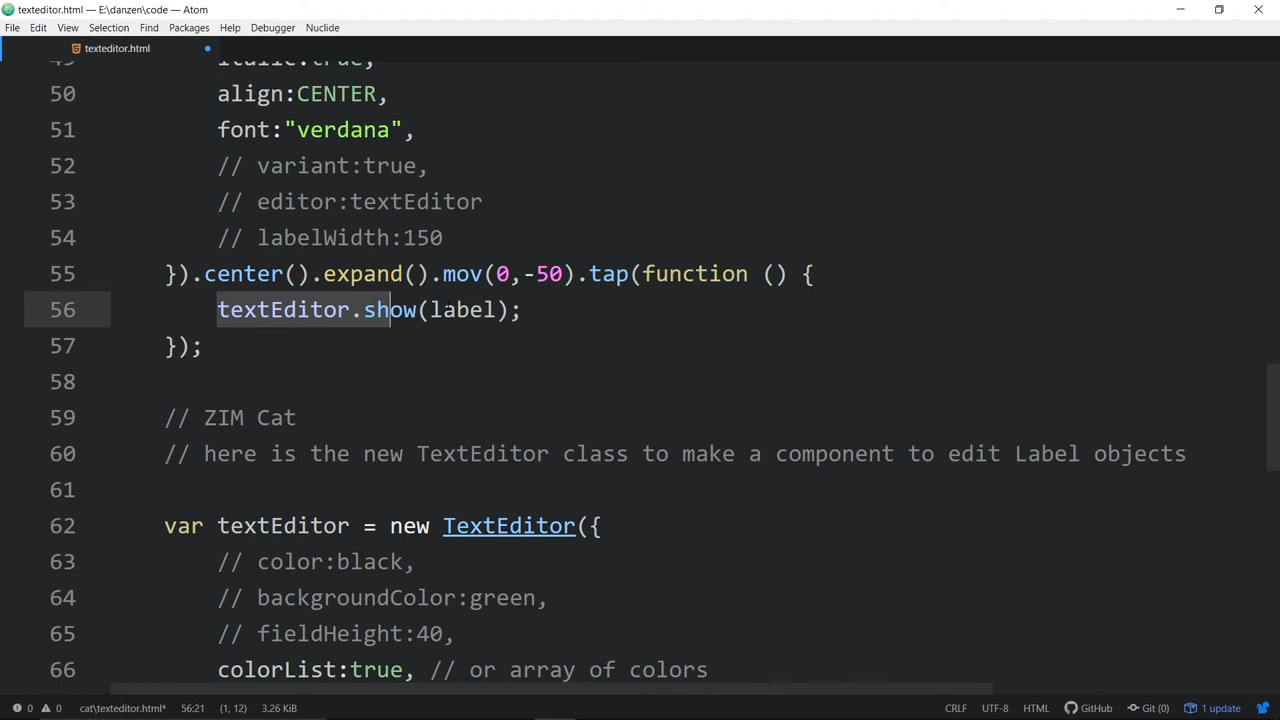 texteditor.html — E:\danzen\code — Atom
File Edit View Selection Find Packages Help Debugger Nuclide
texteditor.html
49 italic:true,
50 align:CENTER,
51 font:"verdana",
52 // variant:true,
53 // editor:textEditor
54 // labelWidth:150
55 }).center().expand().mov(0,-50).tap(function () {
56 textEditor.show(label);
57 });
58
59 // ZIM Cat
60 // here is the new TextEditor class to make a component to edit Label objects
61
62 var textEditor = new TextEditor({
63 // color:black,
64 // backgroundColor:green,
65 // fieldHeight:40,
66 colorList:true, // or array of colors
0 0 cat\texteditor.html* 56:21 (1, 12) 3.26 KiB CRLF UTF-8 HTML GitHub Git (0) 1 update